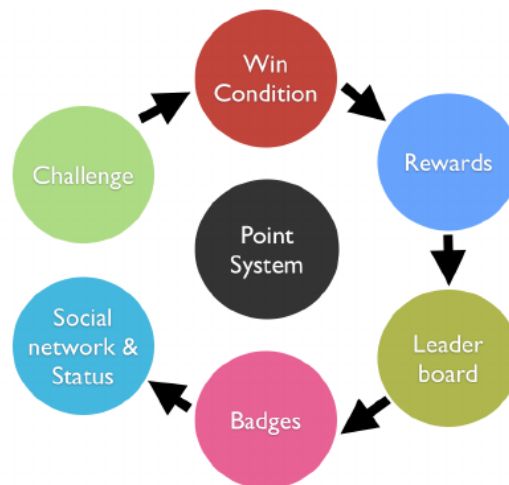 Win
Condition
Rewards
Challenge
Point
System
Social
network &
Status
Leader
board
Badges